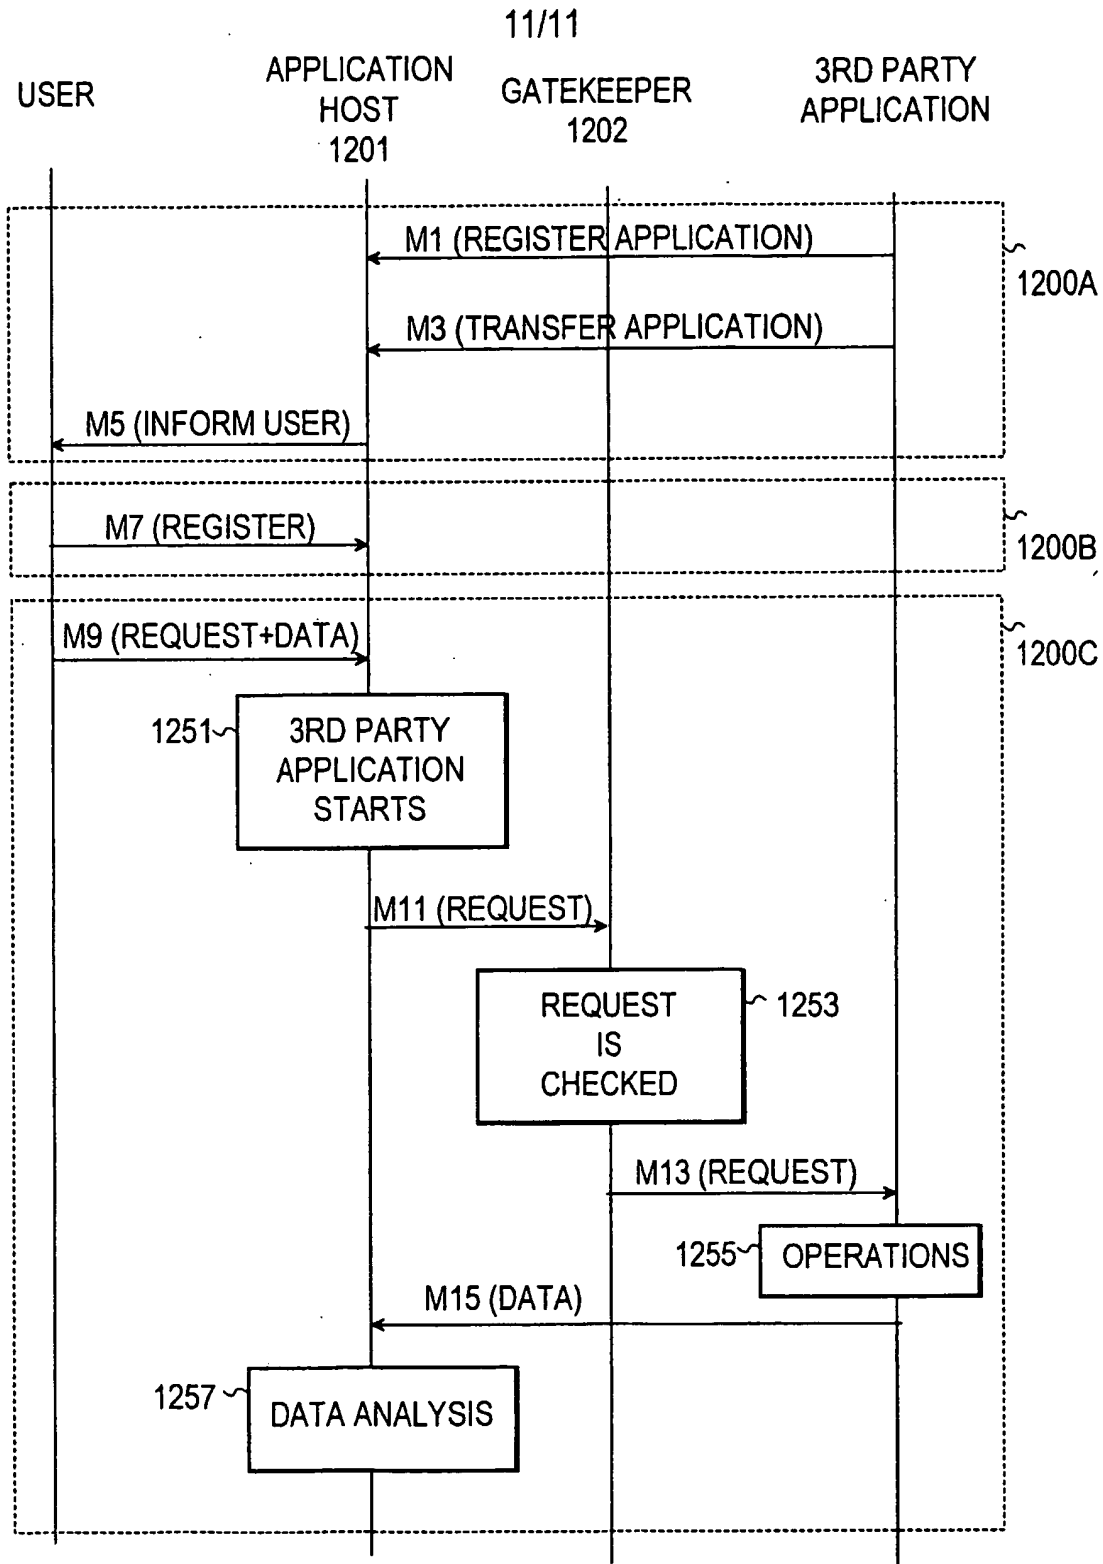 11/11
USER
APPLICATION
HOST
1201
GATEKEEPER
1202
3RD PARTY
APPLICATION
M1 (REGISTER APPLICATION)
1200A
M3 (TRANSFER APPLICATION)
M5 (INFORM USER)
M7 (REGISTER)
1200B
M9 (REQUEST+DATA)
1200C
1251
3RD PARTY
APPLICATION
STARTS
M11 (REQUEST)
REQUEST
IS
CHECKED
1253
M13 (REQUEST)
1255
OPERATIONS
M15 (DATA)
1257
DATA ANALYSIS